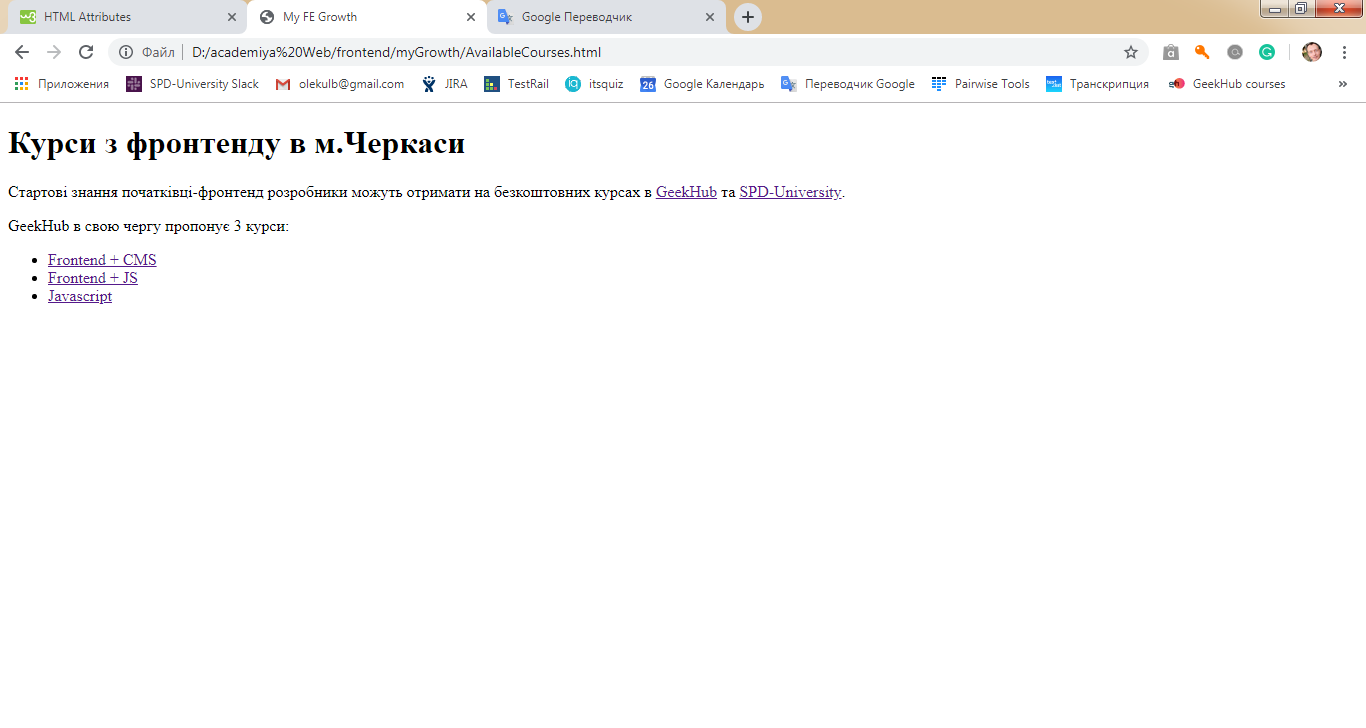 HTML Attributes
My FE Growth
Google Переводчик
Файл
D:/academiya%20Web/frontend/myGrowth/AvailableCourses.html
Приложения
SPD-University Slack
olekulb@gmail.com
JIRA
TestRail
itsquiz
26
Google Календарь
Переводчик Google
Pairwise Tools
Транскрипция
GeekHub courses
Курси з фронтенду в м.Черкаси
Стартові знання початківці-фронтенд розробники можуть отримати на безкоштовних курсах в GeekHub та SPD-University.
GeekHub в свою чергу пропонує 3 курси:
Frontend + CMS
Frontend + JS
Javascript